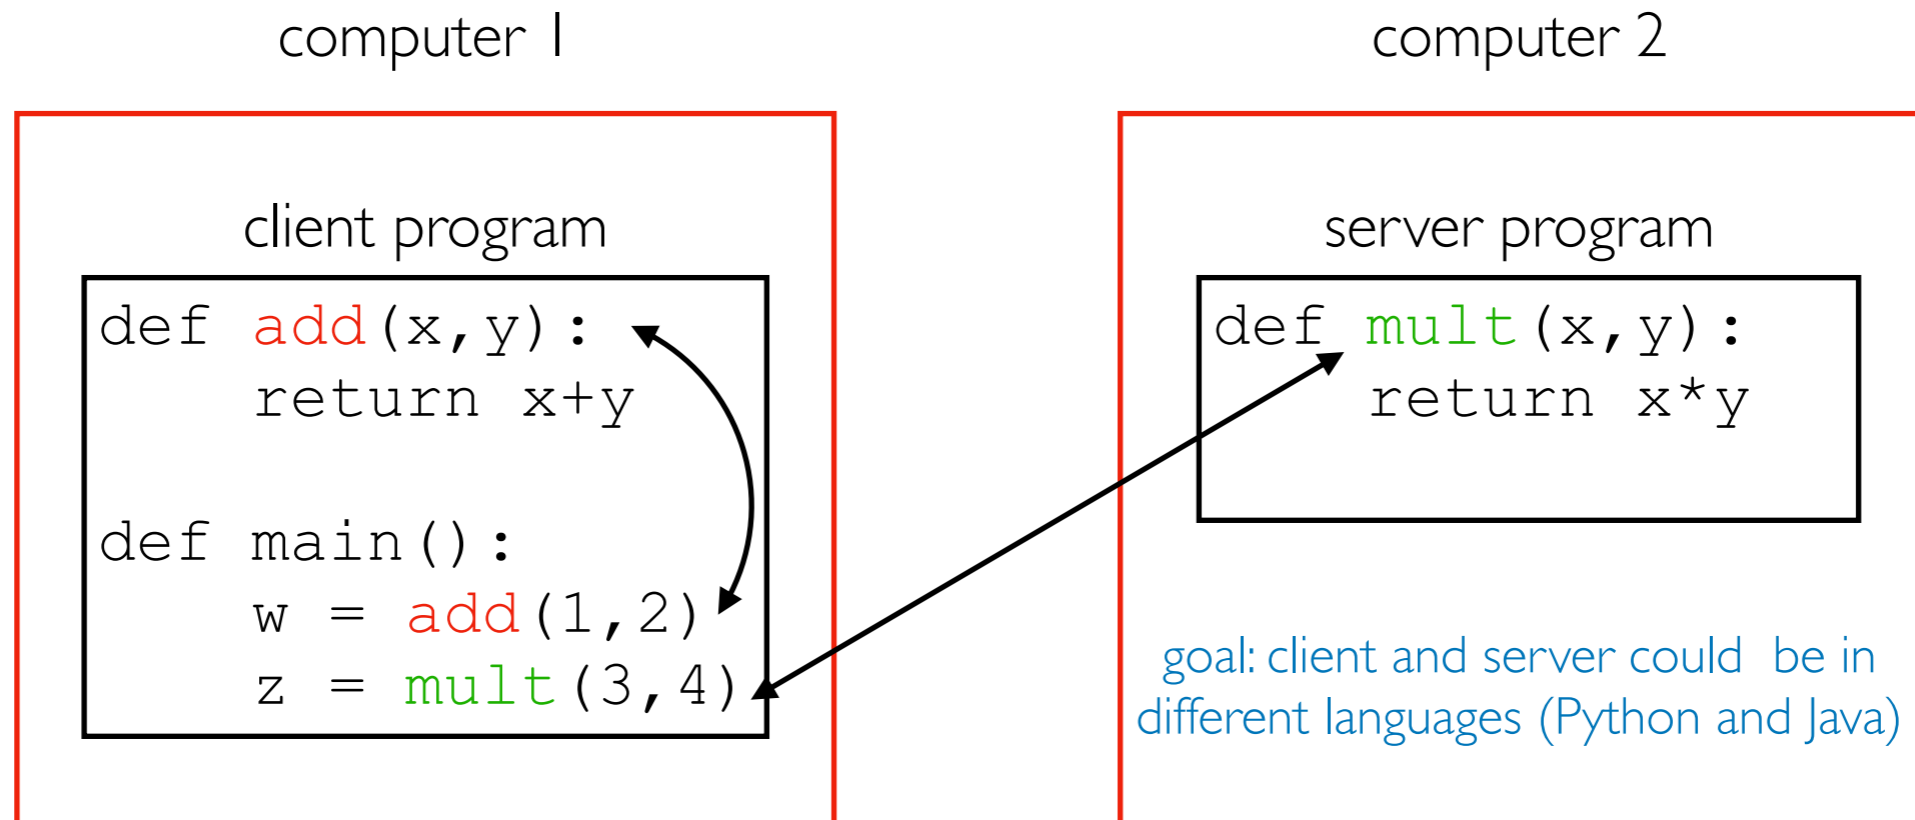 computer 1
computer 2
client program
def add(x,y):
    return x+y
def main():
    w = add(1,2)
    z = mult(3,4)
server program
def mult(x,y):
    return x*y
goal: client and server could be in
different languages (Python and Java)